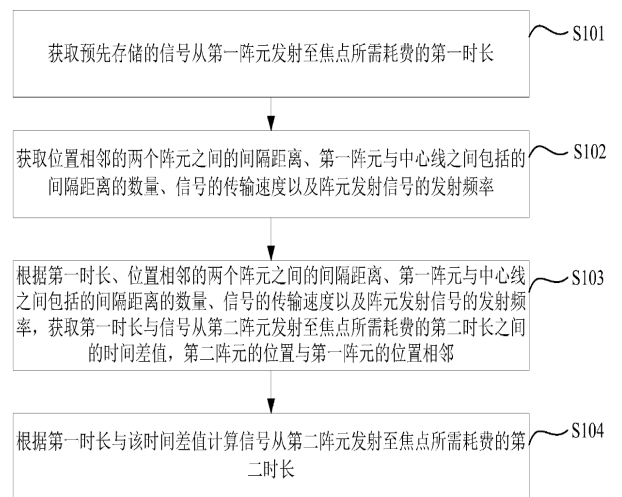 获取预先存储的信号从第一阵元发射至焦点所需耗费的第一时长
S101
获取位置相邻的两个阵元之间的间隔距离、第一阵元与中心线之间包括的
间隔距离的数量、信号的传输速度以及阵元发射信号的发射频率
S102
根据第一时长、位置相邻的两个阵元之间的间隔距离、第一阵元与中心线
之间包括的间隔距离的数量、信号的传输速度以及阵元发射信号的发射频
率，获取第一时长与信号从第二阵元发射至焦点所需耗费的第二时长之间
的时间差值，第二阵元的位置与第一阵元的位置相邻
S103
根据第一时长与该时间差值计算信号从第二阵元发射至焦点所需耗费的第
二时长
S104